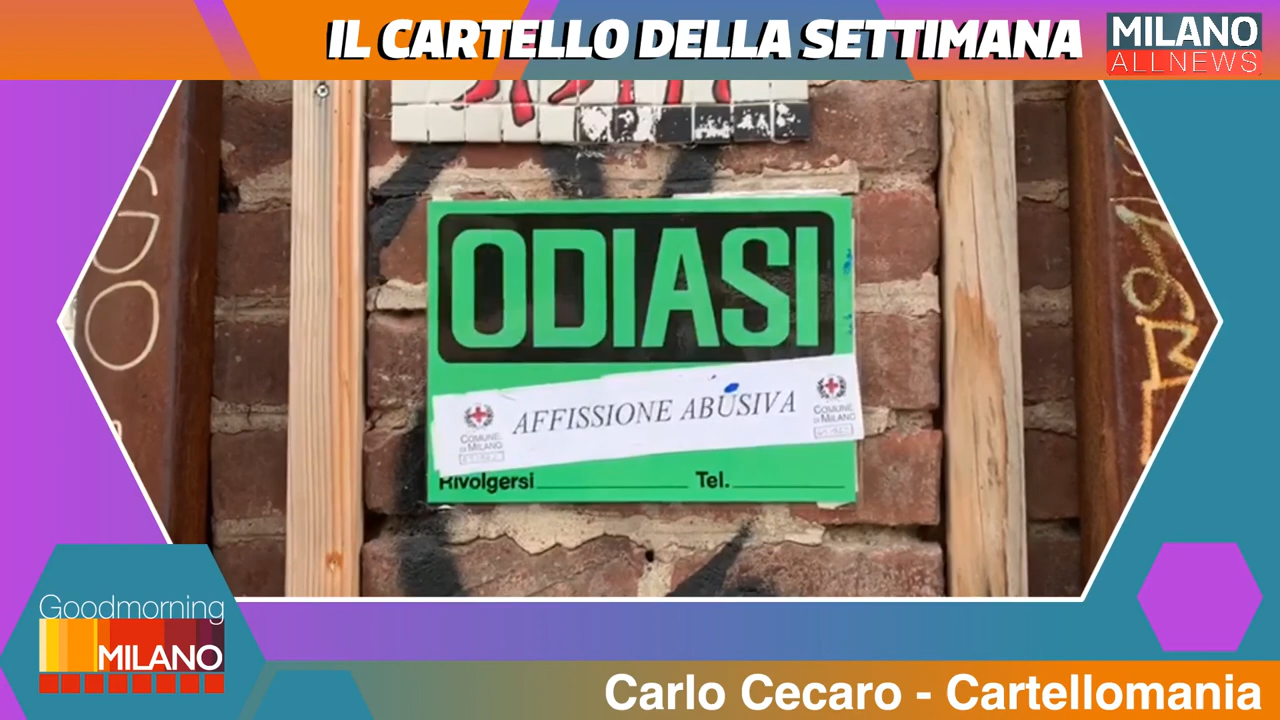 IL CARTELLO DELLA SETTIMANA
MILANO
ALLNEWS
ODIASI
AFFISSIONE ABUSIVA
COMUNE
DI MILANO
COMUNE
DI MILANO
Rivolgersi
Tel.
Goodmorning
MILANO
Carlo Cecaro - Cartellomania